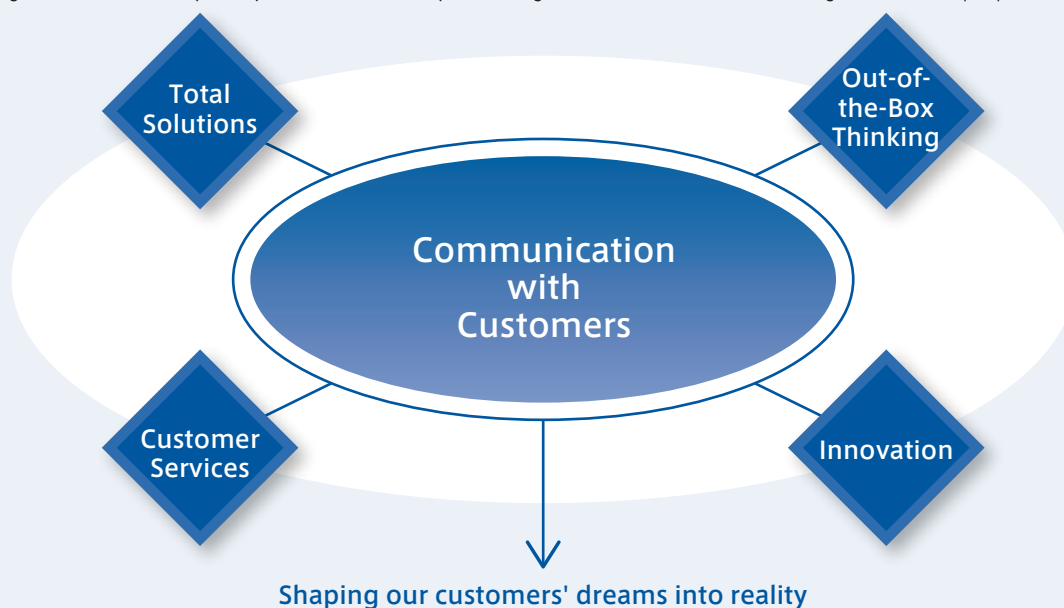 Total
Solutions
Out-of-
the-Box
Thinking
Communication
with
Customers
Customer
Services
Innovation
Shaping our customers' dreams into reality